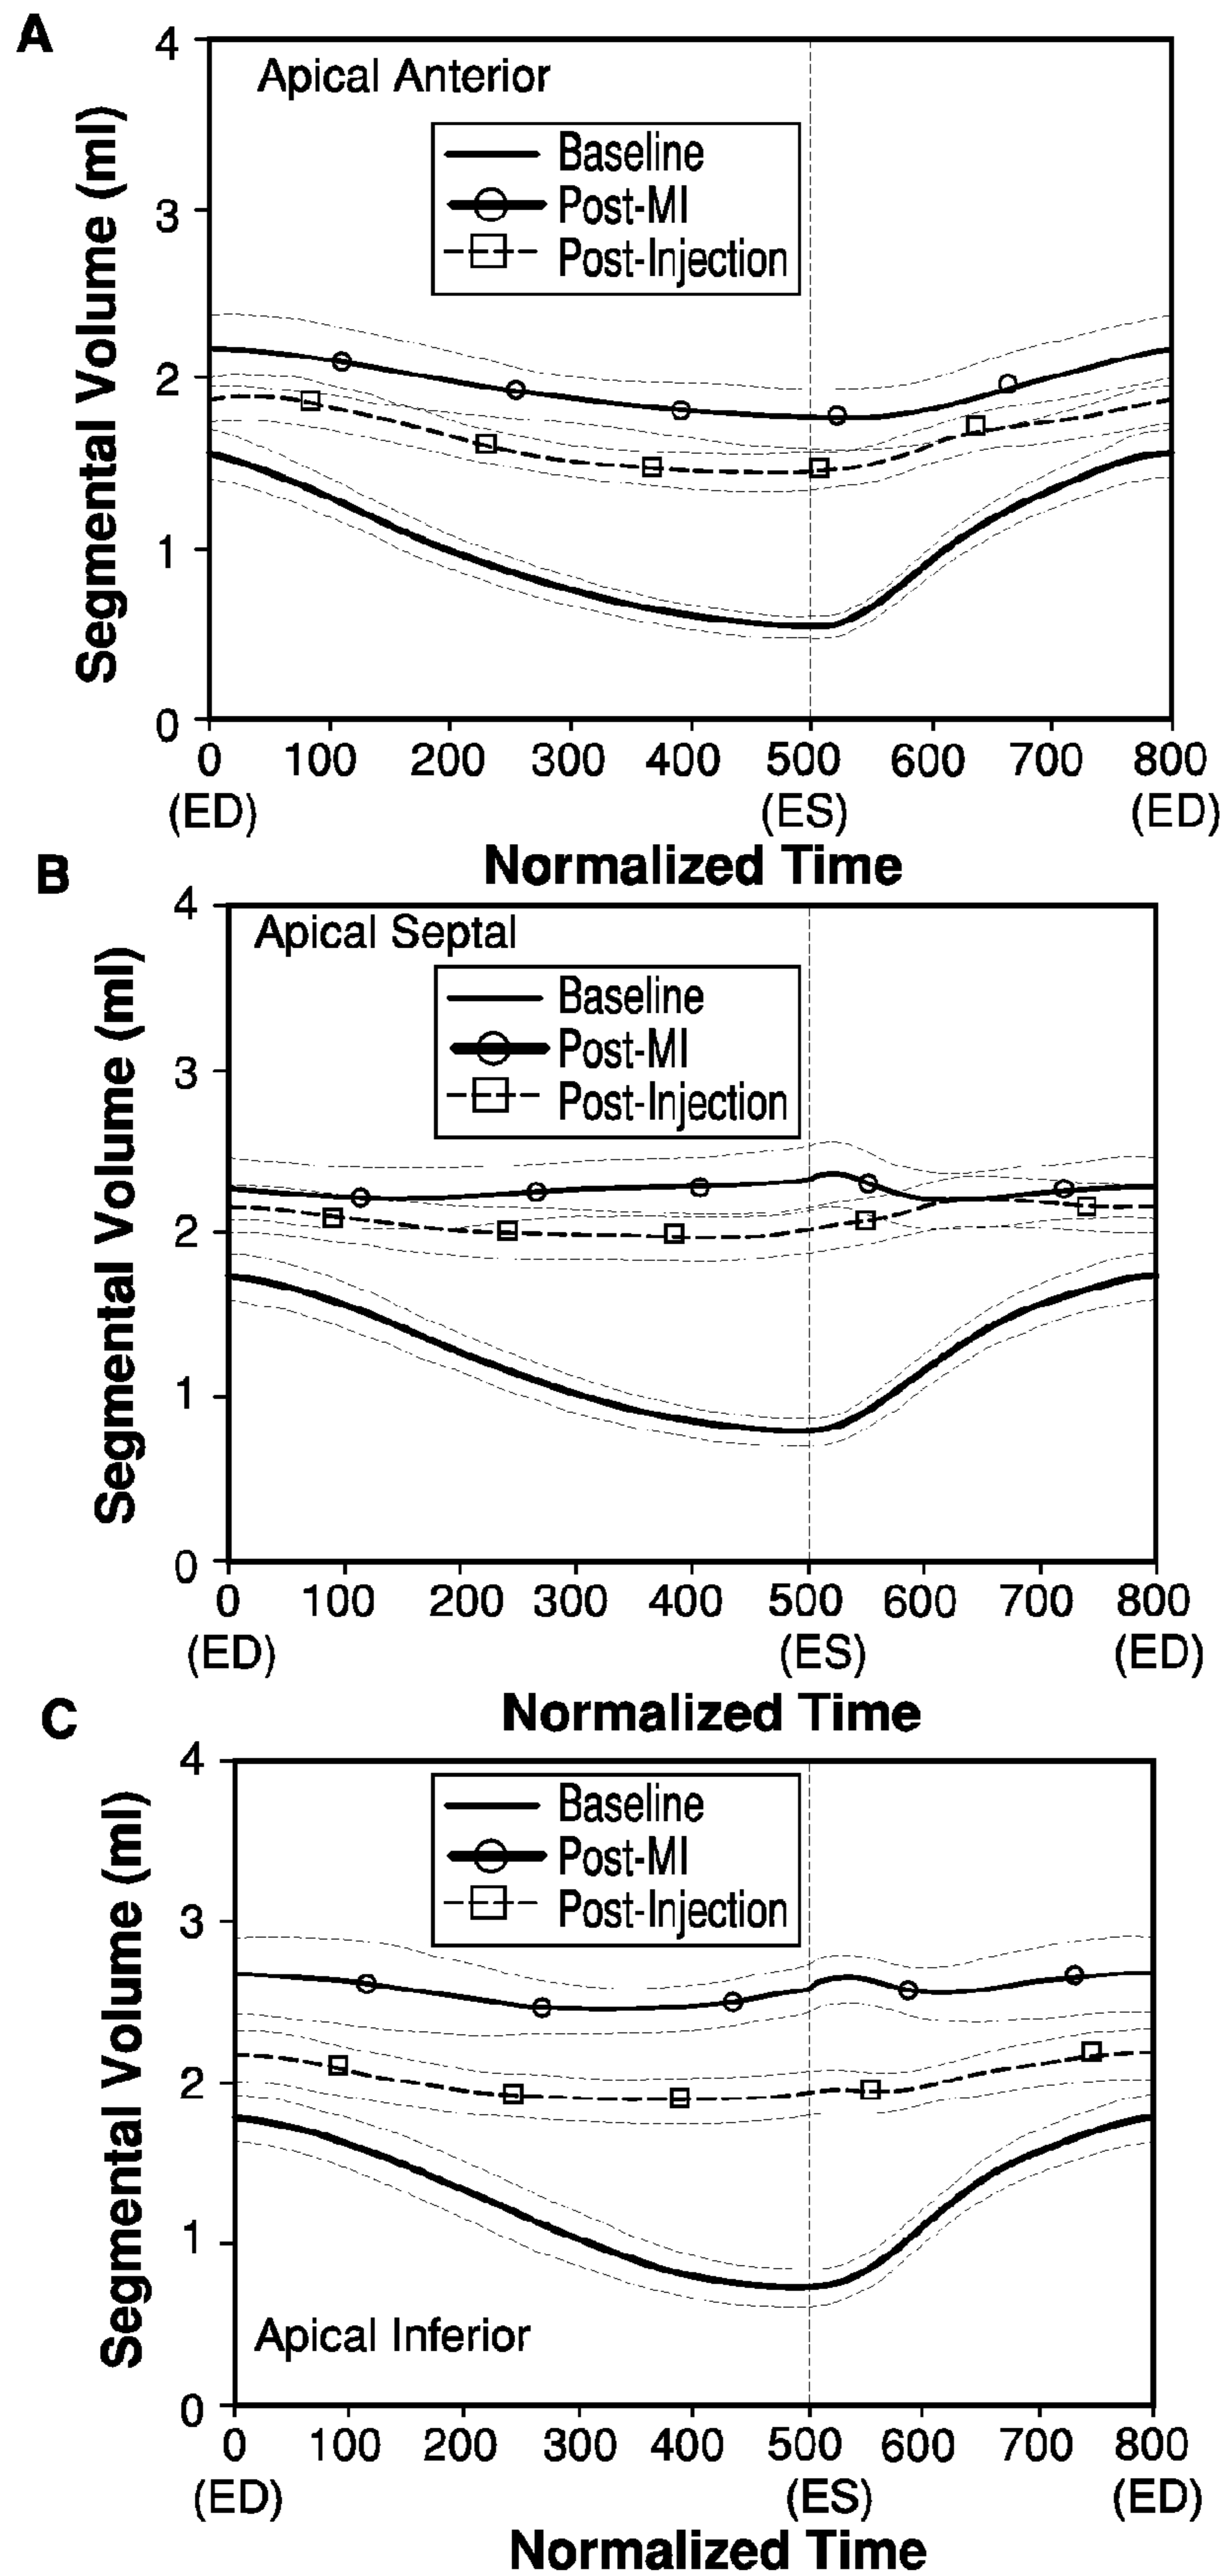 A
Apical Anterior
Baseline
Post-MI
Post-Injection
Segmental Volume (ml)
4
3
2
1
0
0 100 200 300 400 500 600 700 800
(ED) (ES) (ED)
Normalized Time
B
Apical Septal
Baseline
Post-MI
Post-Injection
Segmental Volume (ml)
4
3
2
1
0
0 100 200 300 400 500 600 700 800
(ED) (ES) (ED)
Normalized Time
C
Baseline
Post-MI
Post-Injection
Segmental Volume (ml)
4
3
2
1
0
Apical Inferior
0 100 200 300 400 500 600 700 800
(ED) (ES) (ED)
Normalized Time